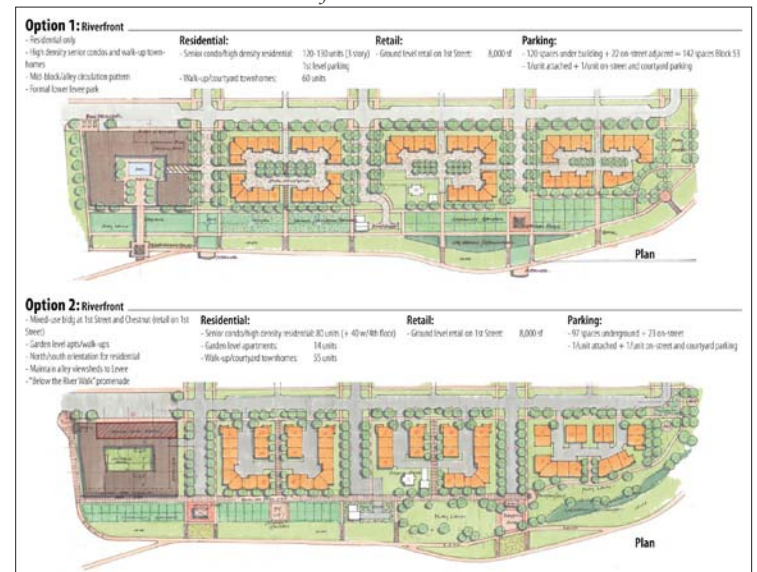 Option 1: Riverfront
- Residential only
- High density senior condos and walk-up town-
homes
- Mid-block/alley circulation pattern
- Formal lower levee park
Residential:
- Senior condo/high density residential: 120-130 units (3 story)
1st level parking
- Walk-up/courtyard townhomes: 60 units
Retail:
- Ground level retail on 1st Street: 8,000 sf
Parking:
- 120 spaces under building + 22 on-street adjacent = 142 spaces Block 53
- 1/unit attached + 1/unit on-street and courtyard parking
Plan
Option 2: Riverfront
- Mixed-use bldg at 1st Street and Chestnut (retail on 1st
Street)
- Garden level apts/walk-ups
- North/south orientation for residential
- Maintain alley viewsheds to Levee
- "Below the River Walk" promenade
Residential:
- Senior condo/high density residential: 80 units (+ 40 w/4th floor)
- Garden level apartments: 14 units
- Walk-up/courtyard townhomes: 55 units
Retail:
- Ground level retail on 1st Street: 8,000 sf
Parking:
- 97 spaces underground + 23 on-street
- 1/unit attached + 1/unit on-street and courtyard parking
Plan